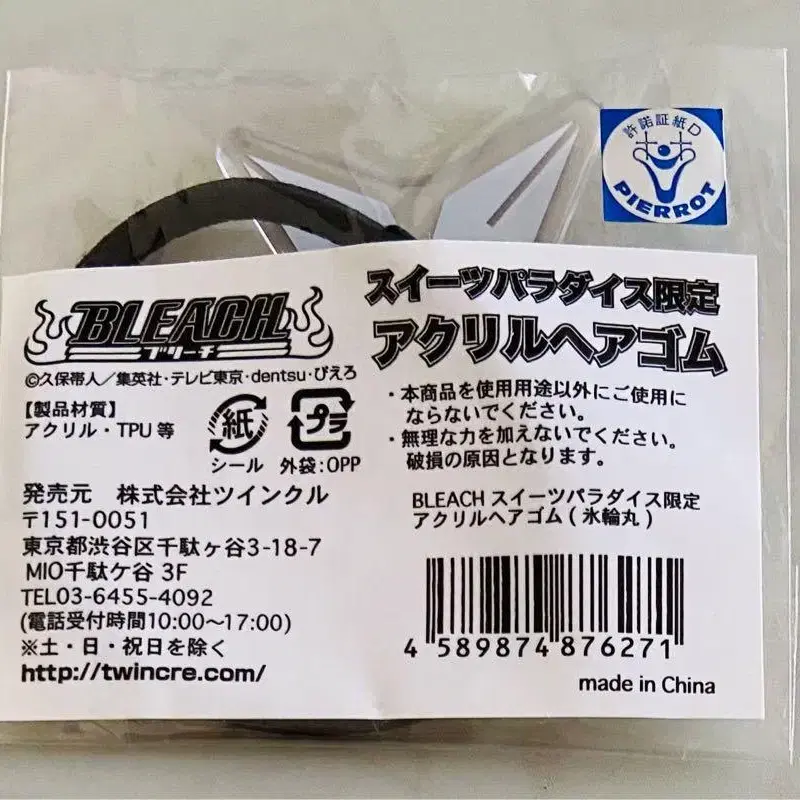 許諾証紙D
PIERROT
BLEACH
ブリーチ
©久保帯人／集英社・テレビ東京・dentsu・ぴえろ
【製品材質】
アクリル・TPU等
紙
シール
プラ
外袋:OPP
発売元 株式会社ツインクル
〒151-0051
東京都渋谷区千駄ヶ谷3-18-7
MIO千駄ケ谷 3F
TEL03-6455-4092
(電話受付時間10:00〜17:00)
※土・日・祝日を除く
http://twincre.com/
スイーツパラダイス限定
アクリルヘアゴム
・本商品を使用用途以外にご使用に
ならないでください。
・無理な力を加えないでください。
破損の原因となります。
BLEACH スイーツパラダイス限定
アクリルヘアゴム(氷輪丸)
4 589874 876271
made in China